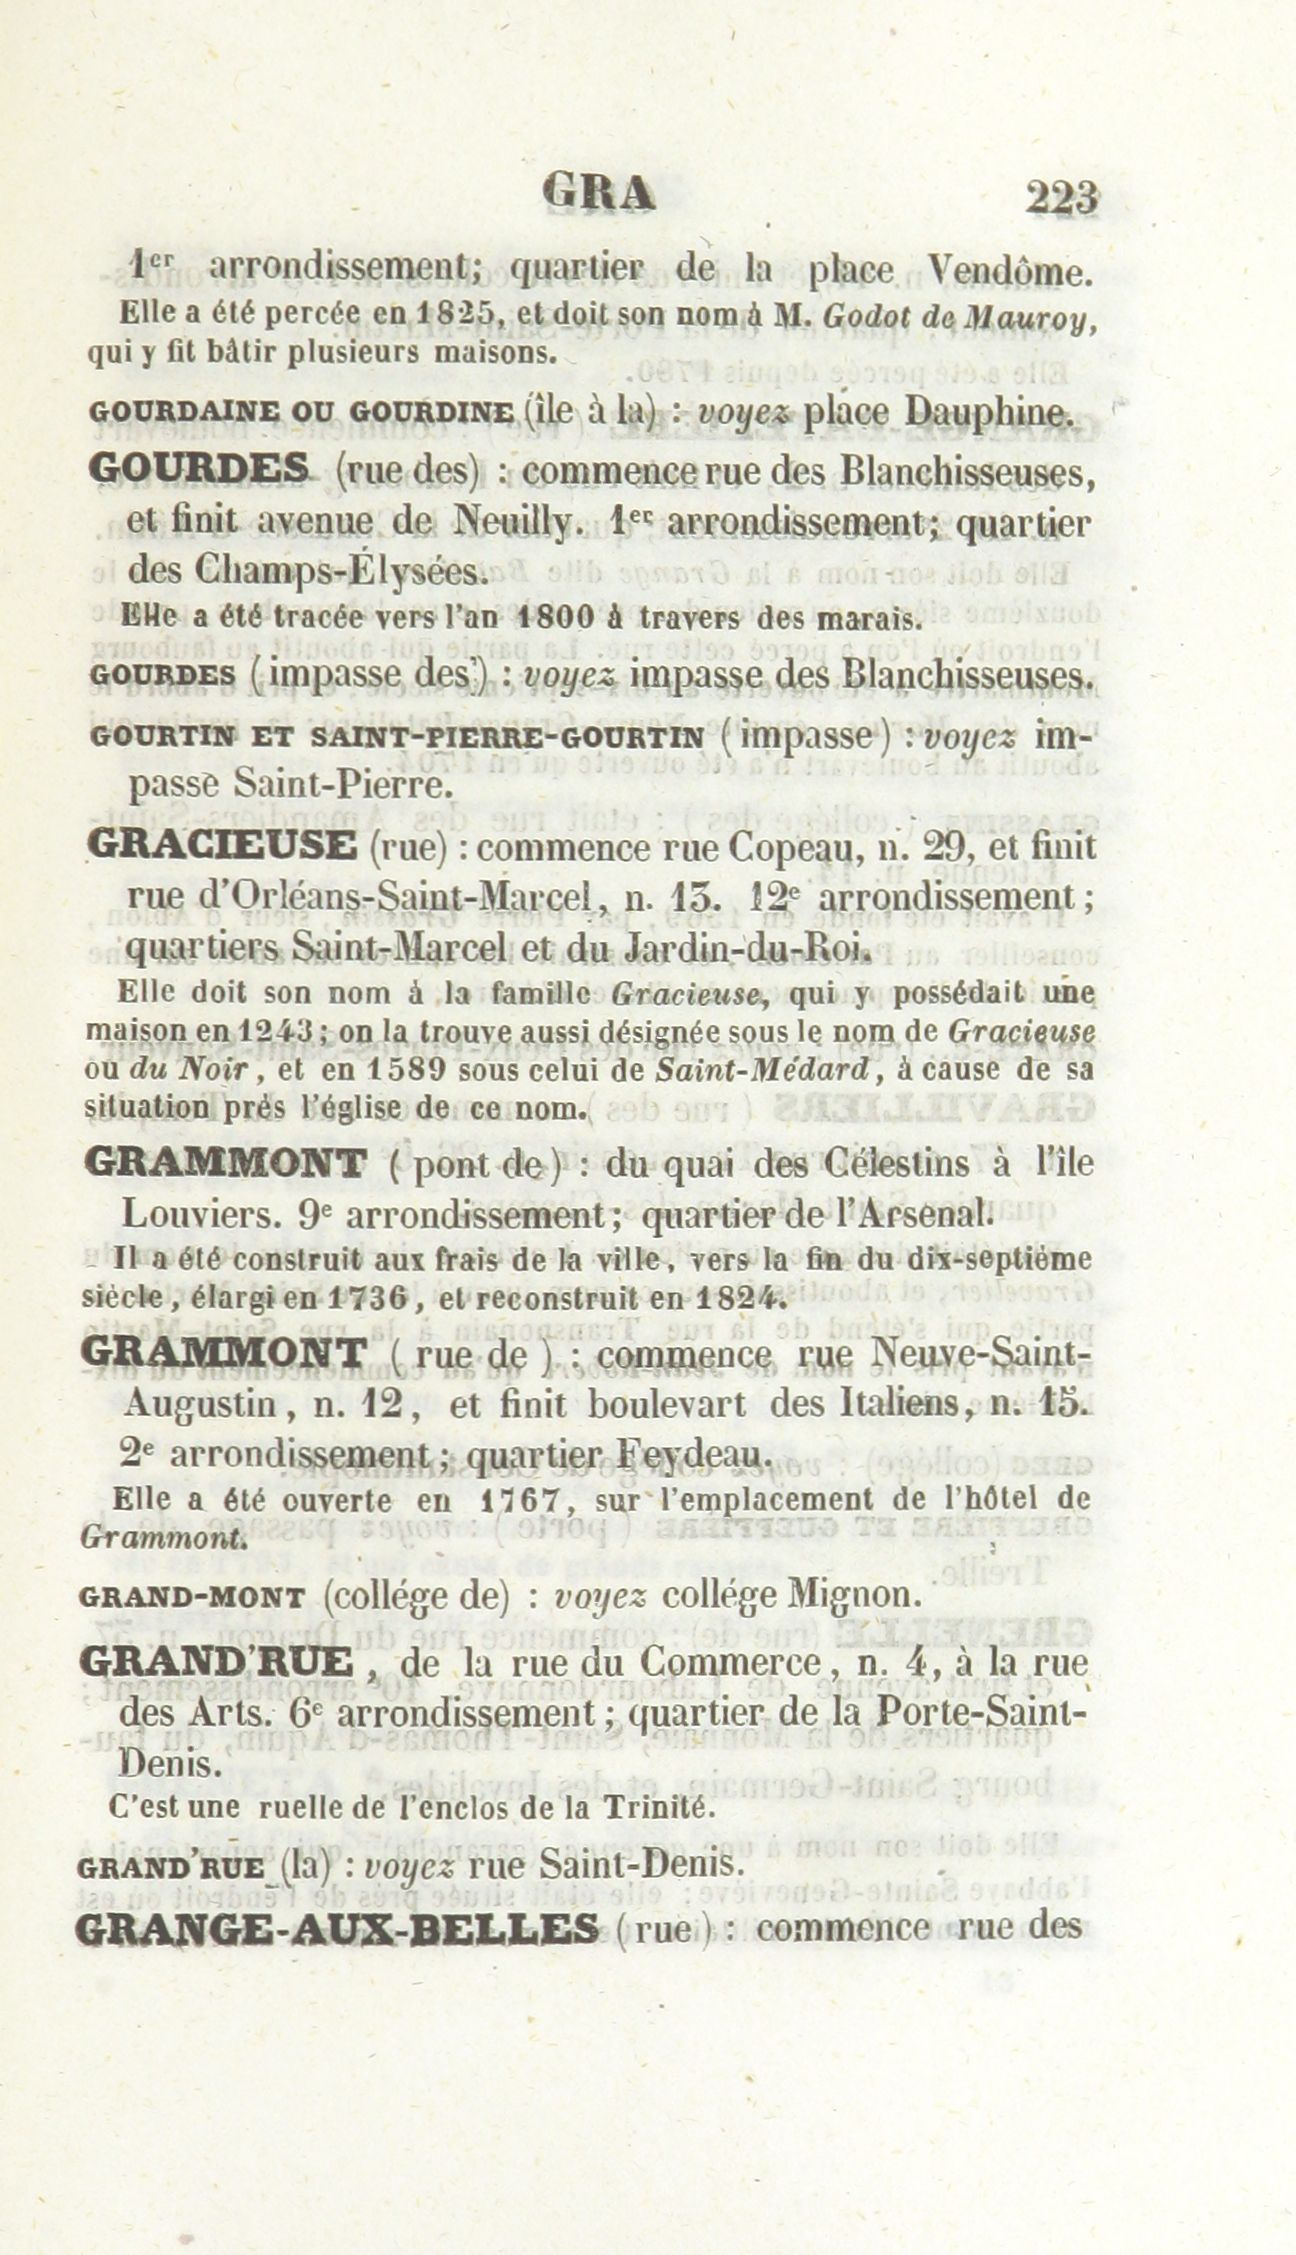 GRA 223
1er arrondissement; quartier de la place Vendôme.
Elle a été percée en 1825, et doit son nom à M. Godot de Mauroy,
qui y fit bâtir plusieurs maisons.
GOURDAINE OU GOURDINE (île à la) : voyez place Dauphine.
GOURDES (rue des) : commence rue des Blanchisseuses,
et finit avenue de Neuilly. 1er arrondissement; quartier
des Champs-Élysées.
Elle a été tracée vers l'an 1800 à travers des marais.
GOURDES (impasse des) : voyez impasse des Blanchisseuses.
GOURTIN ET SAINT-PIERRE-GOURTIN (impasse) : voyez im-
passe Saint-Pierre.
GRACIEUSE (rue) : commence rue Copeau, n. 29, et finit
rue d'Orléans-Saint-Marcel, n. 13. 12e arrondissement;
quartiers Saint-Marcel et du Jardin-du-Roi.
Elle doit son nom à la famille Gracieuse, qui y possédait une
maison en 1243; on la trouve aussi désignée sous le nom de Gracieuse
ou du Noir, et en 1589 sous celui de Saint-Médard, à cause de sa
situation près l'église de ce nom.
GRAMMONT (pont de) : du quai des Célestins à l'île
Louviers. 9e arrondissement; quartier de l'Arsenal.
Il a été construit aux frais de la ville, vers la fin du dix-septième
siècle, élargi en 1736, et reconstruit en 1824.
GRAMMONT (rue de) : commence rue Neuve-Saint-
Augustin, n. 12, et finit boulevart des Italiens, n. 15.
2e arrondissement; quartier Feydeau.
Elle a été ouverte en 1767, sur l'emplacement de l'hôtel de
Grammont.
GRAND-MONT (collége de) : voyez collége Mignon.
GRAND'RUE, de la rue du Commerce, n. 4, à la rue
des Arts. 6e arrondissement; quartier de la Porte-Saint-
Denis.
C'est une ruelle de l'enclos de la Trinité.
GRAND'RUE (la) : voyez rue Saint-Denis.
GRANGE-AUX-BELLES (rue) : commence rue des